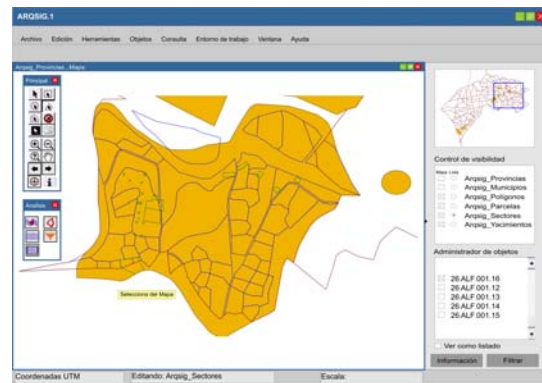 ARQSIG.1
Archivo Edición Herramientas Objetos Consulta Entorno de trabajo Ventana Ayuda
Arqsig_Provincias...Mapa:
Principal
Analisis
Selecciona del Mapa
Control de visibilidad
Arqsig_Provincias
Arqsig_Municipios
Arqsig_Polígonos
Arqsig_Parcelas
Arqsig_Sectores
Arqsig_Yacimientos
Administrador de objetos
26.ALF.001.16
26.ALF.001.12
26.ALF.001.13
26.ALF.001.14
26.ALF.001.15
Ver como listado
Información Filtrar
Coordenadas UTM Editando: Arqsig_Sectores Escala: